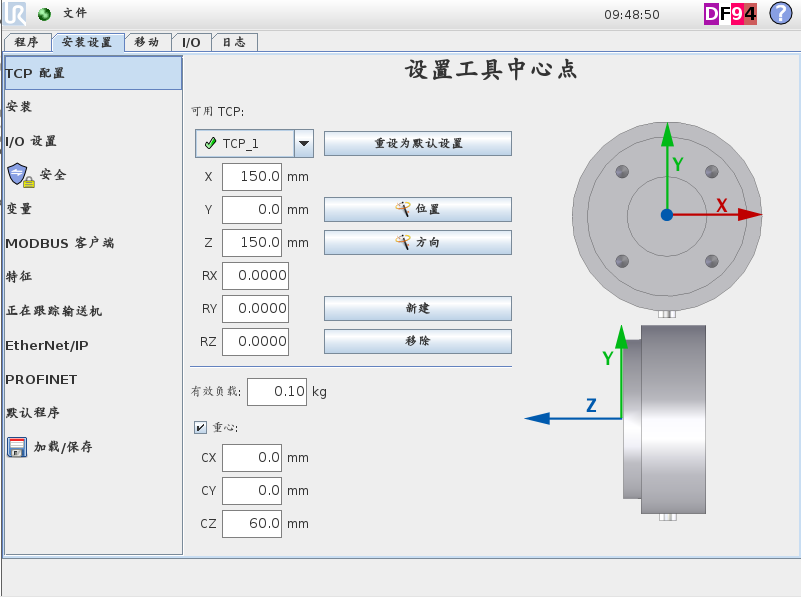 UR 文件 09:48:50 DF94 ?
程序 安装设置 移动 I/O 日志
TCP 配置
安装
I/O 设置
安全
变量
MODBUS 客户端
特征
正在跟踪输送机
EtherNet/IP
PROFINET
默认程序
加载/保存
设置工具中心点
可用 TCP:
TCP_1 重设为默认设置
X 150.0 mm
Y 0.0 mm 位置
Z 150.0 mm 方向
RX 0.0000
RY 0.0000 新建
RZ 0.0000 移除
有效负载: 0.10 kg
重心:
CX 0.0 mm
CY 0.0 mm
CZ 60.0 mm
Y
X
Y
Z